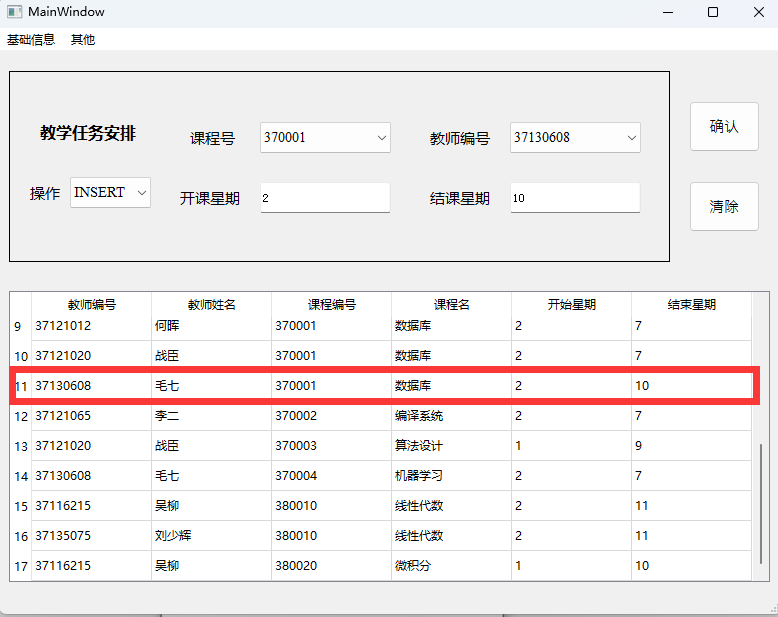 MainWindow
基础信息 其他
教学任务安排 课程号 370001 教师编号 37130608 确认
操作 INSERT 开课星期 2 结课星期 10 清除
教师编号 教师姓名 课程编号 课程名 开始星期 结束星期
9 37121012 何晖 370001 数据库 2 7
10 37121020 战臣 370001 数据库 2 7
11 37130608 毛七 370001 数据库 2 10
12 37121065 李二 370002 编译系统 2 7
13 37121020 战臣 370003 算法设计 1 9
14 37130608 毛七 370004 机器学习 2 7
15 37116215 吴柳 380010 线性代数 2 11
16 37135075 刘少辉 380010 线性代数 2 11
17 37116215 吴柳 380020 微积分 1 10